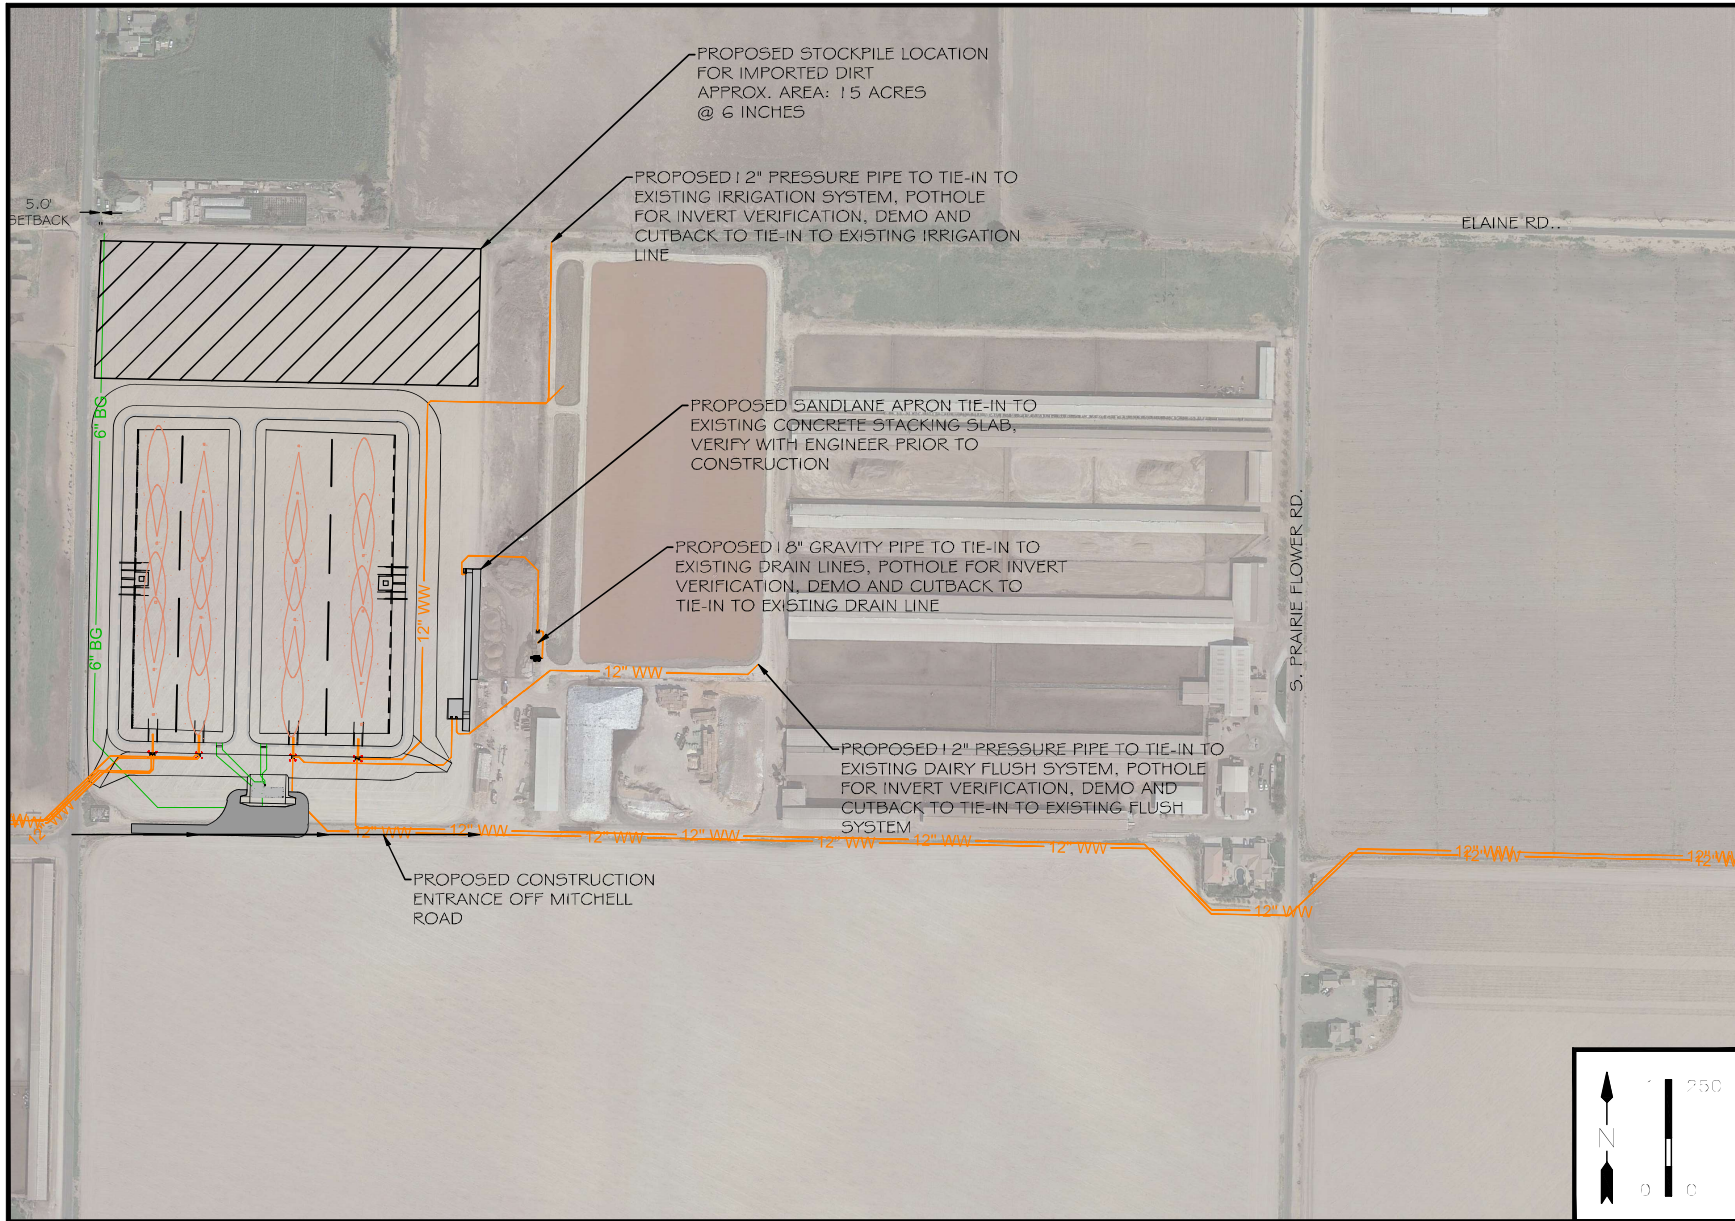 PROPOSED STOCKPILE LOCATION
FOR IMPORTED DIRT
APPROX. AREA: 15 ACRES
@ 6 INCHES
PROPOSED 12" PRESSURE PIPE TO TIE-IN TO
EXISTING IRRIGATION SYSTEM, POTHOLE
FOR INVERT VERIFICATION, DEMO AND
CUTBACK TO TIE-IN TO EXISTING IRRIGATION
LINE
5.0'
SETBACK
ELAINE RD..
6" BG
PROPOSED SANDLANE APRON TIE-IN TO
EXISTING CONCRETE STACKING SLAB,
VERIFY WITH ENGINEER PRIOR TO
CONSTRUCTION
PROPOSED 18" GRAVITY PIPE TO TIE-IN TO
EXISTING DRAIN LINES, POTHOLE FOR INVERT
VERIFICATION, DEMO AND CUTBACK TO
TIE-IN TO EXISTING DRAIN LINE
S. PRAIRIE FLOWER RD.
12" WW
6" BG
12" WW
PROPOSED 12" PRESSURE PIPE TO TIE-IN TO
EXISTING DAIRY FLUSH SYSTEM, POTHOLE
FOR INVERT VERIFICATION, DEMO AND
CUTBACK TO TIE-IN TO EXISTING FLUSH
SYSTEM
12" WW
12" WW
12" WW
12" WW
12" WW
12" WW
12" WW
12" WW
12" WW
12" WW
12" WW
PROPOSED CONSTRUCTION
ENTRANCE OFF MITCHELL
ROAD
N
250
0
0